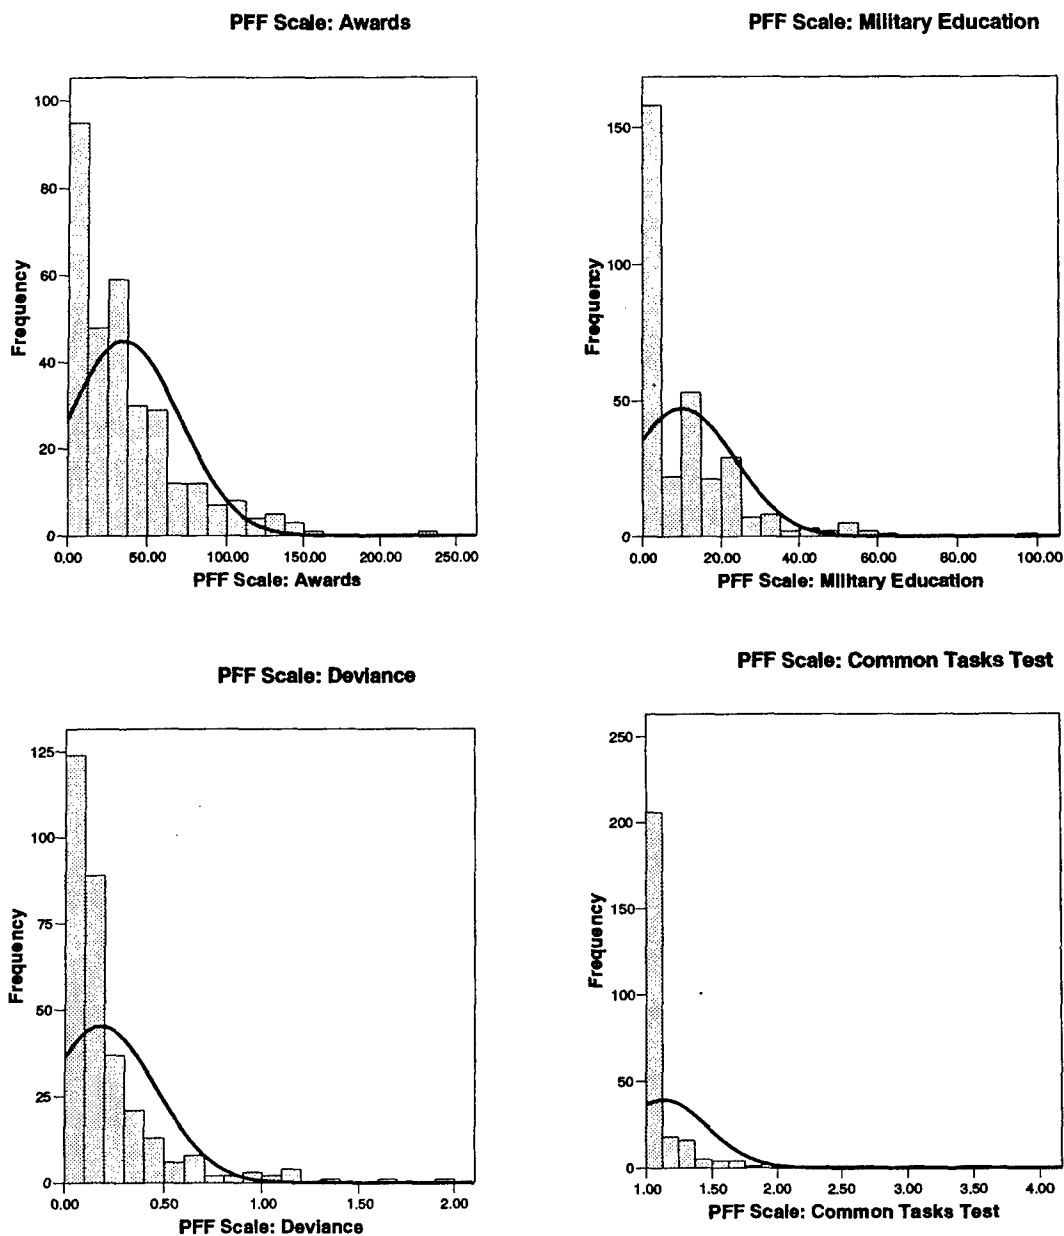 PFF Scale: Awards
PFF Scale: Military Education
100
80
60
40
20
0
Frequency
0.00 50.00 100.00 150.00 200.00 250.00
PFF Scale: Awards
150
100
50
0
Frequency
0.00 20.00 40.00 60.00 80.00 100.00
PFF Scale: Military Education
PFF Scale: Deviance
PFF Scale: Common Tasks Test
125
100
75
50
25
0
Frequency
0.00 0.50 1.00 1.50 2.00
PFF Scale: Deviance
250
200
150
100
50
0
Frequency
1.00 1.50 2.00 2.50 3.00 3.50 4.00
PFF Scale: Common Tasks Test